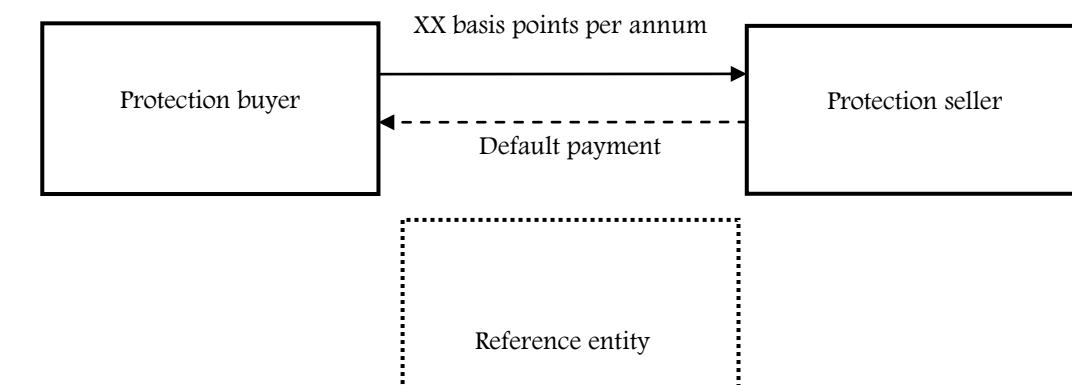 XX basis points per annum
Protection buyer
Protection seller
Default payment
Reference entity